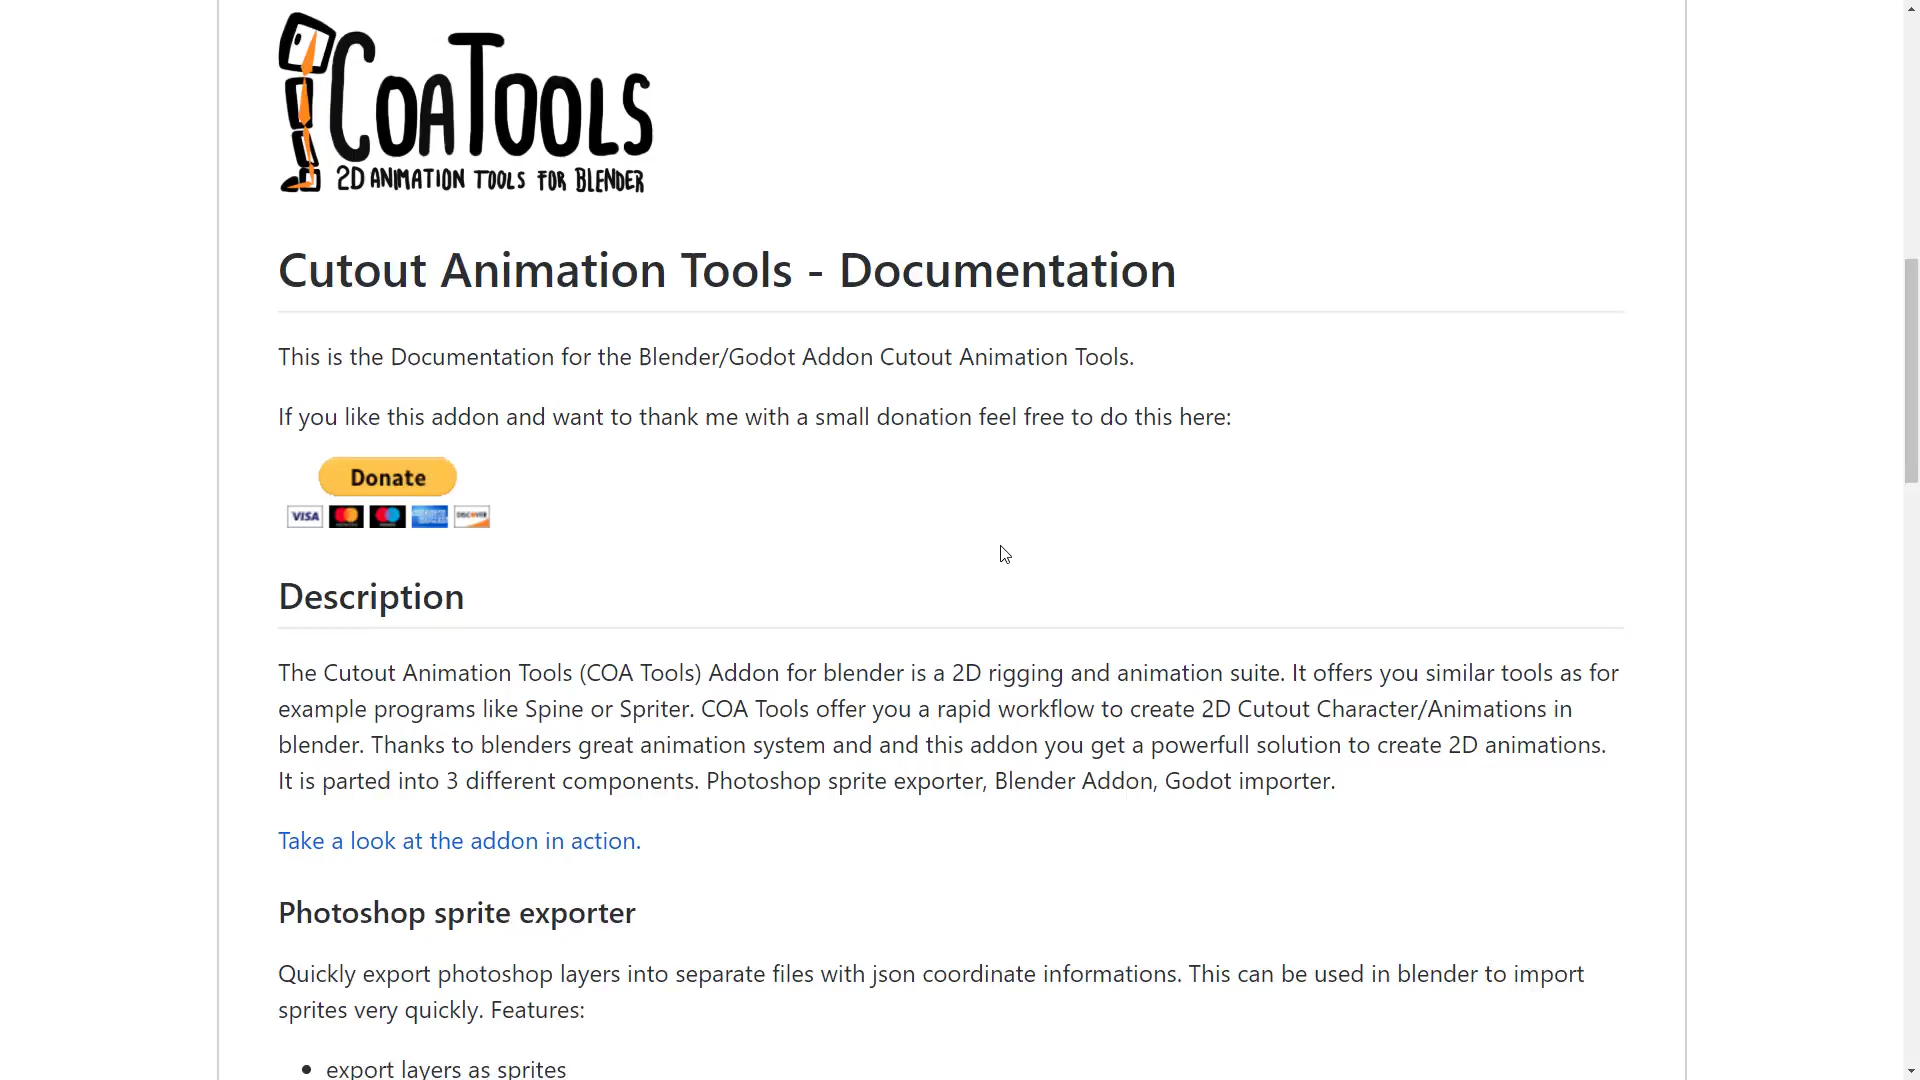 COATOOLS
2D ANIMATION TOOLS FOR BLENDER
Cutout Animation Tools - Documentation
This is the Documentation for the Blender/Godot Addon Cutout Animation Tools.
If you like this addon and want to thank me with a small donation feel free to do this here:
Donate
VISA
DISCOVER
Description
The Cutout Animation Tools (COA Tools) Addon for blender is a 2D rigging and animation suite. It offers you similar tools as for
example programs like Spine or Spriter. COA Tools offer you a rapid workflow to create 2D Cutout Character/Animations in
blender. Thanks to blenders great animation system and and this addon you get a powerfull solution to create 2D animations.
It is parted into 3 different components. Photoshop sprite exporter, Blender Addon, Godot importer.
Take a look at the addon in action.
Photoshop sprite exporter
Quickly export photoshop layers into separate files with json coordinate informations. This can be used in blender to import
sprites very quickly. Features:
• export layers as sprites